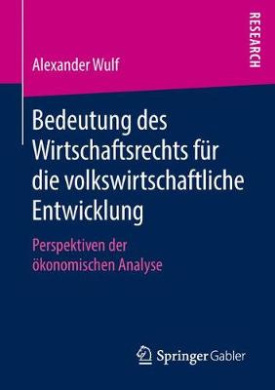 RESEARCH
Alexander Wulf
Bedeutung des
Wirtschaftsrechts für
die volkswirtschaftliche
Entwicklung
Perspektiven der
ökonomischen Analyse
Springer Gabler